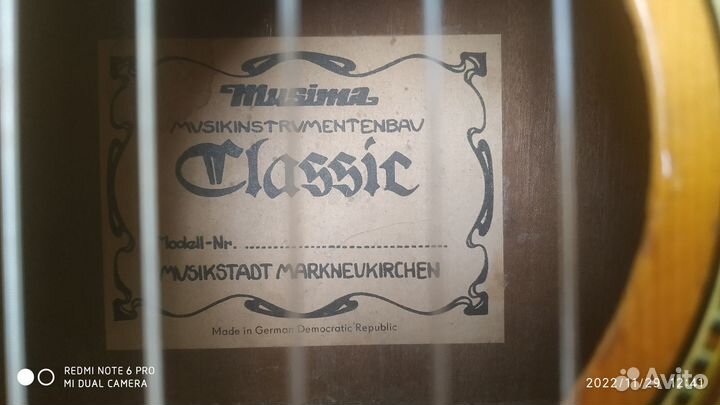 Musima
MUSIKINSTRUMENTENBAU
Classic
Modell-Nr. ........................................
MUSIKSTADT MARKNEUKIRCHEN
Made in German Democratic Republic
REDMI NOTE 6 PRO
MI DUAL CAMERA
2022/11/29 12:41
Avito